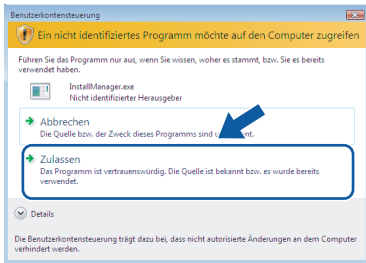 Benutzerkontensteuerung
Ein nicht identifiziertes Programm möchte auf den Computer zugreifen
Führen Sie das Programm nur aus, wenn Sie wissen, woher es stammt, bzw. Sie es bereits
verwendet haben.
InstallManager.exe
Nicht identifizierter Herausgeber
Abbrechen
Die Quelle bzw. der Zweck dieses Programms sind
Zulassen
Das Programm ist vertrauenswürdig. Die Quelle ist bekannt bzw. es wurde bereits
verwendet.
Details
Die Benutzerkontensteuerung trägt dazu bei, dass nicht autorisierte Änderungen an dem Computer
verhindert werden.